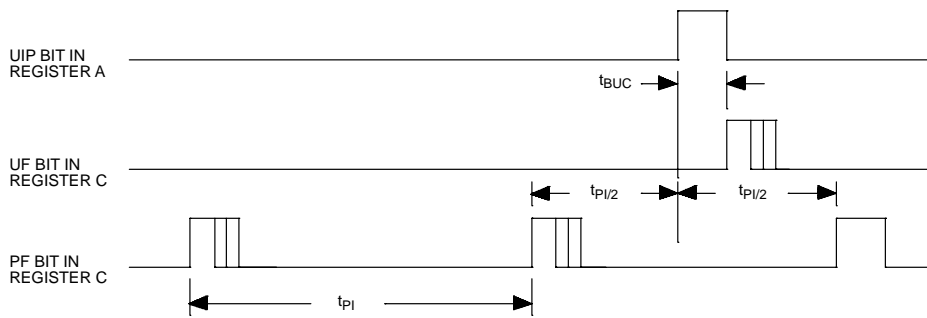 UIP BIT IN
REGISTER A
tBUC
UF BIT IN
REGISTER C
tPI/2
tPI/2
PF BIT IN
REGISTER C
tPI